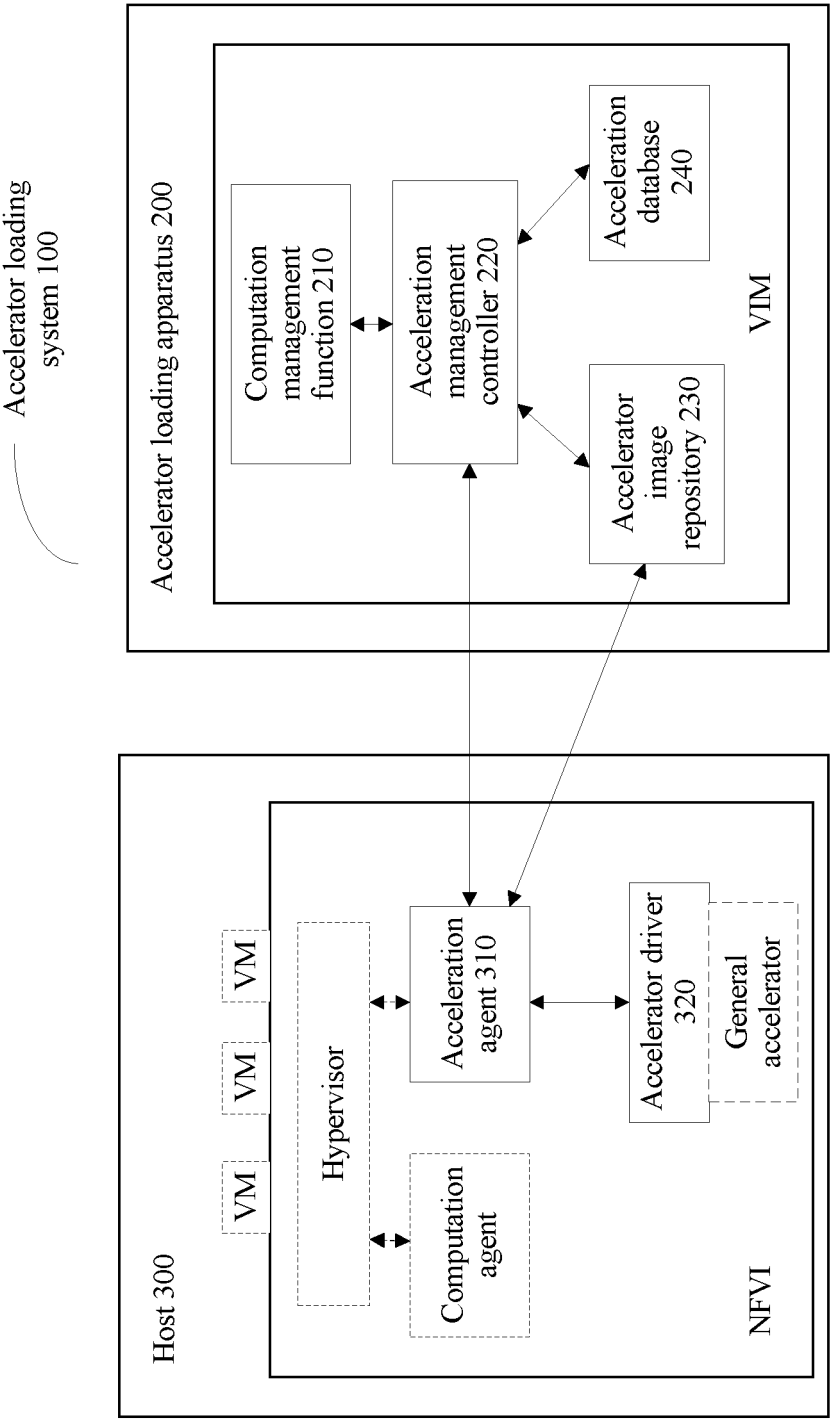 Accelerator loading
system 100
Host 300
VM
VM
VM
Hypervisor
Computation
agent
Acceleration
agent 310
Accelerator driver
320
General
accelerator
NFVI
Accelerator loading apparatus 200
Computation
management
function 210
Acceleration
management
controller 220
Accelerator
image
repository 230
Acceleration
database
240
VIM